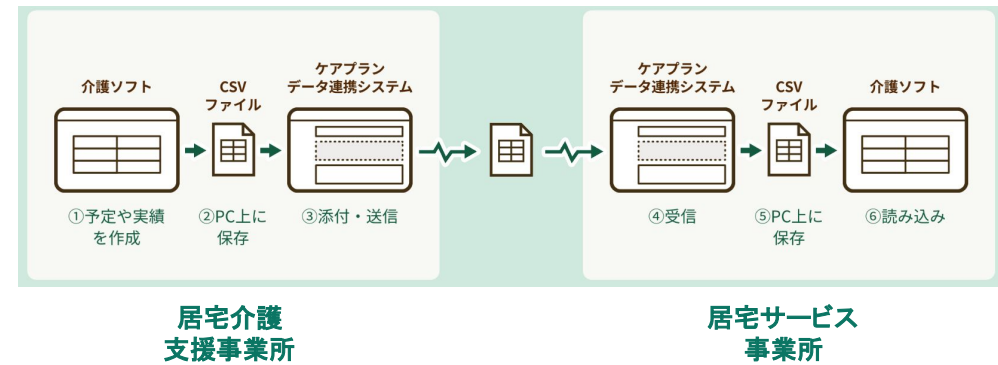 介護ソフト
CSV
ファイル
ケアプラン
データ連携システム
①予定や実績
を作成
②PC上に
保存
③添付・送信
ケアプラン
データ連携システム
CSV
ファイル
介護ソフト
④受信
⑤PC上に
保存
⑥読み込み
居宅介護
支援事業所
居宅サービス
事業所